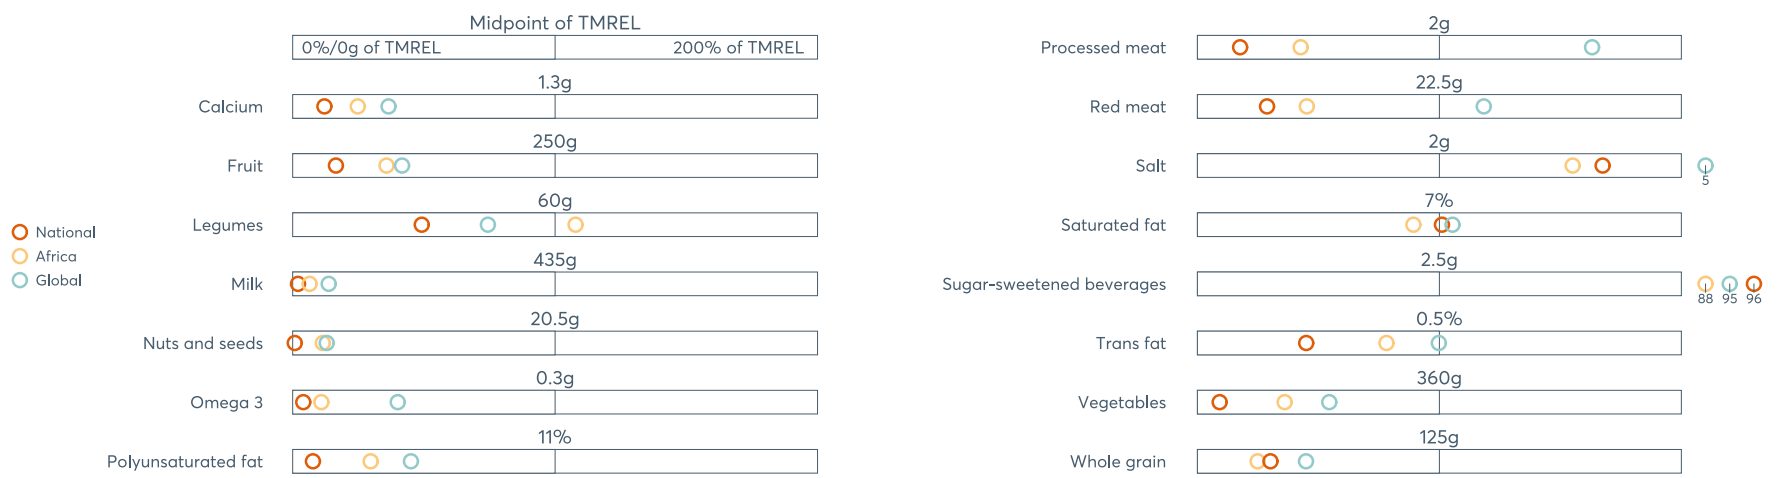 Midpoint of TMREL
0%/0g of TMREL 200% of TMREL
1.3g
Calcium
250g
Fruit
60g
Legumes
435g
Milk
20.5g
Nuts and seeds
0.3g
Omega 3
11%
Polyunsaturated fat
National
Africa
Global
2g
Processed meat
22.5g
Red meat
2g
Salt
5
7%
Saturated fat
2.5g
Sugar-sweetened beverages
88 95 96
0.5%
Trans fat
360g
Vegetables
125g
Whole grain